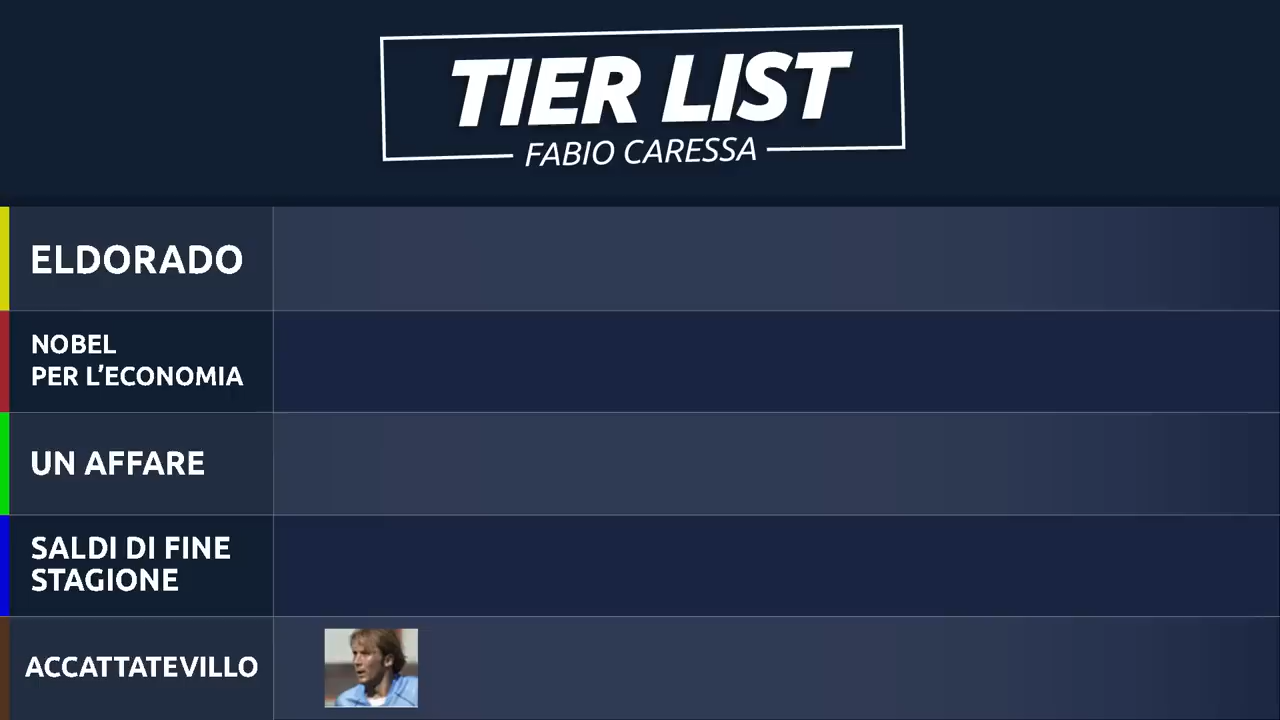 TIER LIST
FABIO CARESSA
ELDORADO
NOBEL
PER L'ECONOMIA
UN AFFARE
SALDI DI FINE
STAGIONE
ACCATTATEVILLO